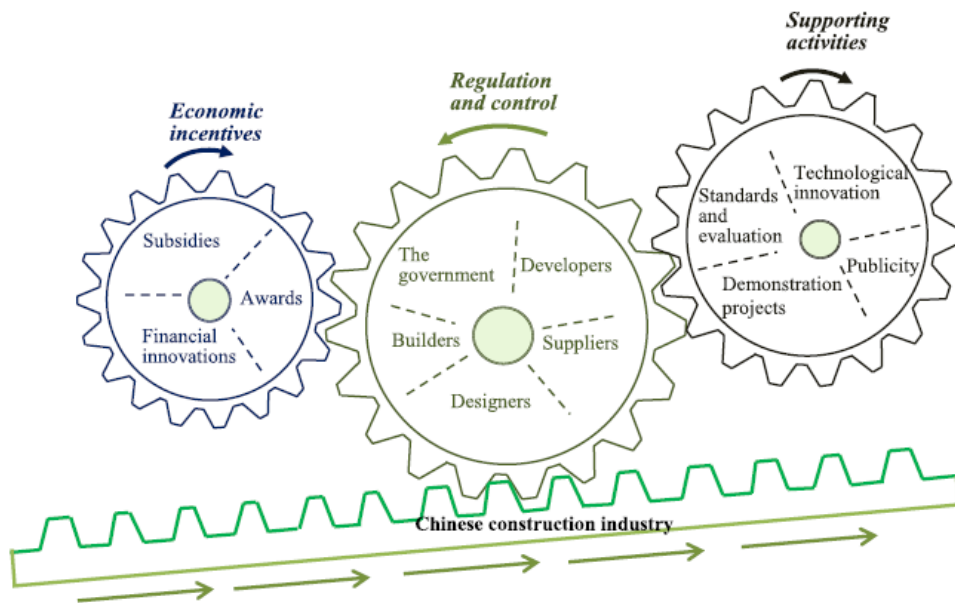 Economic
incentives
Subsidies
Awards
Financial
innovations
Regulation
and control
The
government
Developers
Builders
Suppliers
Designers
Supporting
activities
Technological
innovation
Standards
and
evaluation
Publicity
Demonstration
projects
Chinese construction industry